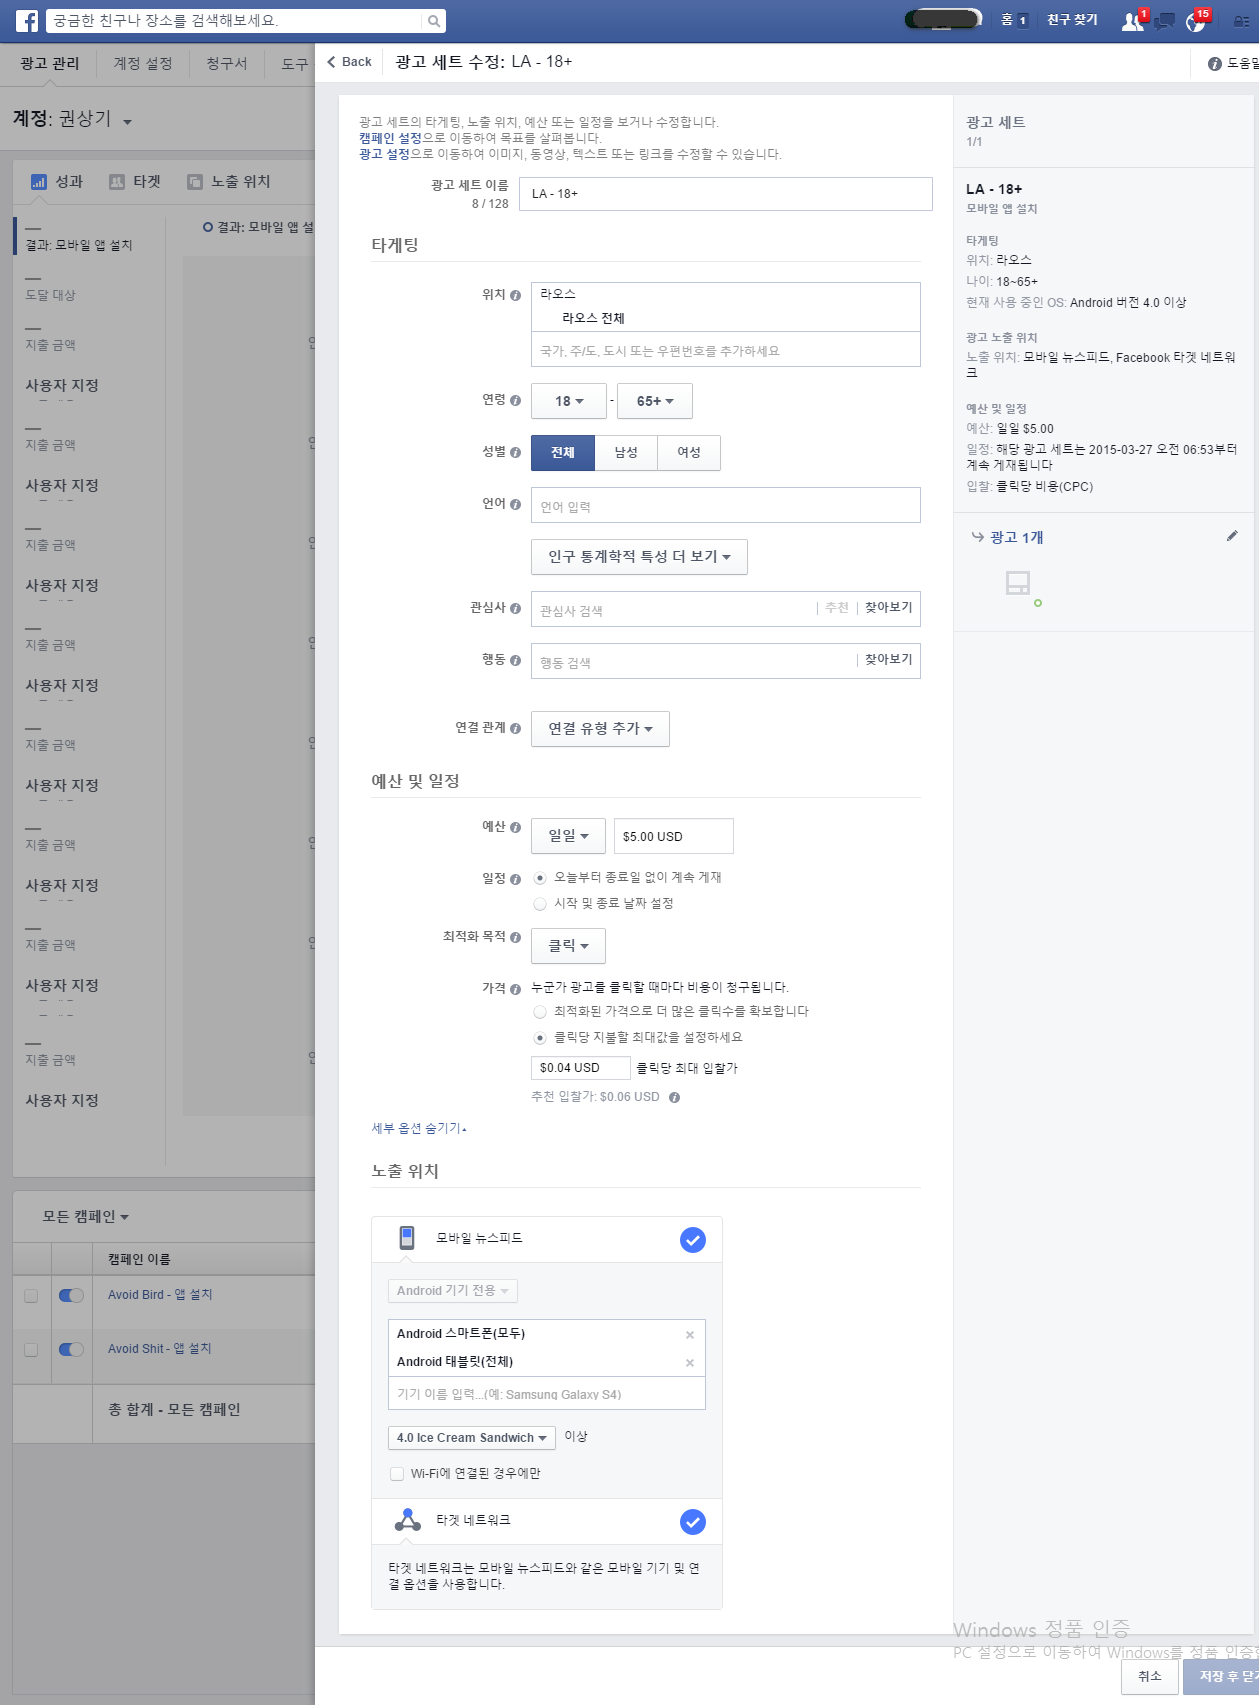 궁금한 친구나 장소를 검색해보세요.
홈 1
친구 찾기
1
15
광고 관리
계정 설정
청구서
도구
Back
광고 세트 수정: LA - 18+
계정: 권상기
성과
타겟
노출 위치
결과: 모바일 앱 설치
결과: 모바일 앱 설
도달 대상
지출 금액
사용자 지정
지출 금액
사용자 지정
지출 금액
사용자 지정
지출 금액
사용자 지정
지출 금액
사용자 지정
지출 금액
사용자 지정
지출 금액
사용자 지정
지출 금액
사용자 지정
모든 캠페인
캠페인 이름
Avoid Bird - 앱 설치
Avoid Shit - 앱 설치
총 합계 - 모든 캠페인
광고 세트의 타게팅, 노출 위치, 예산 또는 일정을 보거나 수정합니다.
캠페인 설정으로 이동하여 목표를 살펴봅니다.
광고 설정으로 이동하여 이미지, 동영상, 텍스트 또는 링크를 수정할 수 있습니다.
광고 세트 이름
8 / 128
LA - 18+
타게팅
위치
라오스
라오스 전체
국가, 주/도, 도시 또는 우편번호를 추가하세요
연령
18 - 65+
성별
전체 남성 여성
언어
언어 입력
인구 통계학적 특성 더 보기
관심사
관심사 검색
추천 찾아보기
행동
행동 검색
찾아보기
연결 관계
연결 유형 추가
예산 및 일정
예산
일일
$5.00 USD
일정
오늘부터 종료일 없이 계속 게재
시작 및 종료 날짜 설정
최적화 목적
클릭
가격
누군가 광고를 클릭할 때마다 비용이 청구됩니다.
최적화된 가격으로 더 많은 클릭수를 확보합니다
클릭당 지불할 최대값을 설정하세요
$0.04 USD 클릭당 최대 입찰가
추천 입찰가: $0.06 USD
세부 옵션 숨기기
노출 위치
모바일 뉴스피드
Android 기기 전용
Android 스마트폰(모두)
Android 태블릿(전체)
기기 이름 입력...(예: Samsung Galaxy S4)
4.0 Ice Cream Sandwich 이상
Wi-Fi에 연결된 경우에만
타겟 네트워크
타겟 네트워크는 모바일 뉴스피드와 같은 모바일 기기 및 연
결 옵션을 사용합니다.
광고 세트
1/1
LA - 18+
모바일 앱 설치
타게팅
위치: 라오스
나이: 18~65+
현재 사용 중인 OS: Android 버전 4.0 이상
광고 노출 위치
노출 위치: 모바일 뉴스피드, Facebook 타겟 네트워
크
예산 및 일정
예산: 일일 $5.00
일정: 해당 광고 세트는 2015-03-27 오전 06:53부터
계속 게재됩니다
입찰: 클릭당 비용(CPC)
광고 1개
Windows 정품 인증
PC 설정으로 이동하여 Windows를 정품 인증
취소
저장 후